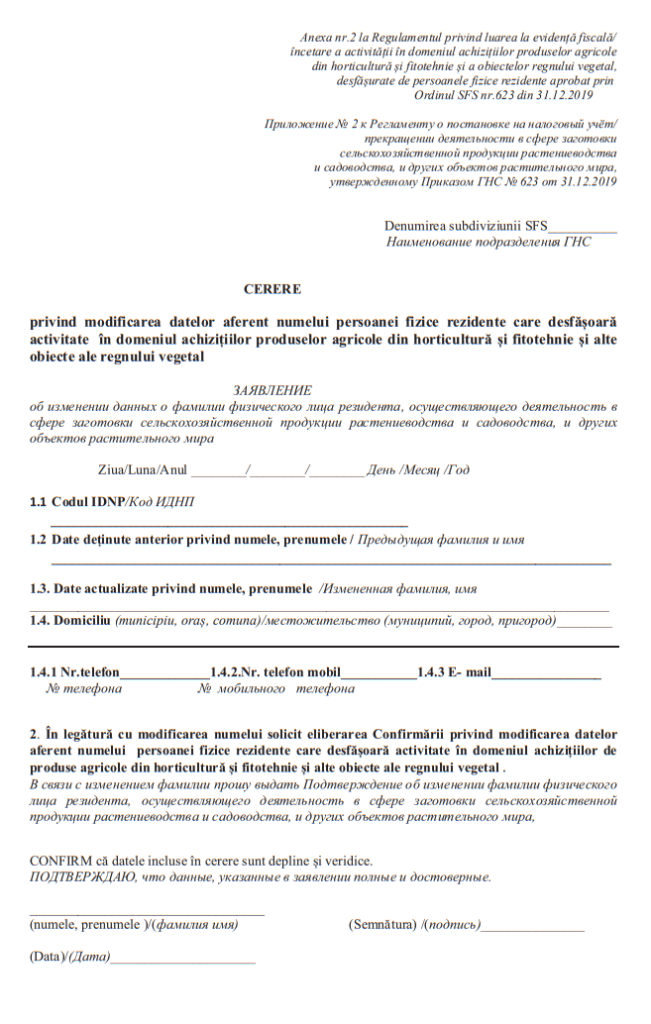 Anexa nr.2 la Regulamentul privind luarea la evidență fiscală/
încetare a activității în domeniul achizițiilor produselor agricole
din horticultură și fitotehnie și a obiectelor regnului vegetal,
desfășurate de persoanele fizice rezidente aprobat prin
Ordinul SFS nr.623 din 31.12.2019
Приложение № 2 к Регламенту о постановке на налоговый учёт/
прекращении деятельности в сфере заготовки
сельскохозяйственной продукции растениеводства
и садоводства, и других объектов растительного мира,
утвержденному Приказом ГНС № 623 от 31.12.2019
Denumirea subdiviziunii SFS__________
Наименование подразделения ГНС
CERERE
privind modificarea datelor aferent numelui persoanei fizice rezidente care desfășoară
activitate în domeniul achizițiilor produselor agricole din horticultură și fitotehnie și alte
obiecte ale regnului vegetal
ЗАЯВЛЕНИЕ
об изменении данных о фамилии физического лица резидента, осуществляющего деятельность в
сфере заготовки сельскохозяйственной продукции растениеводства и садоводства, и других
объектов растительного мира
Ziua/Luna/Anul ________/________/________ День /Месяц /Год
1.1 Codul IDNP/Код ИДНП
1.2 Date deținute anterior privind numele, prenumele / Предыдущая фамилия и имя
1.3. Date actualizate privind numele, prenumele /Измененная фамилия, имя
1.4. Domiciliu (municipiu, oraș, comuna)/местожительство (муниципий, город, пригород)________
1.4.1 Nr.telefon_____________1.4.2.Nr. telefon mobil___________1.4.3 E- mail________________
№ телефона № мобильного телефона
2. În legătură cu modificarea numelui solicit eliberarea Confirmării privind modificarea datelor
aferent numelui persoanei fizice rezidente care desfășoară activitate în domeniul achizițiilor de
produse agricole din horticultură și fitotehnie și alte obiecte ale regnului vegetal .
В связи с изменением фамилии прошу выдать Подтверждение об изменении фамилии физического
лица резидента, осуществляющего деятельность в сфере заготовки сельскохозяйственной
продукции растениеводства и садоводства, и других объектов растительного мира,
CONFIRM că datele incluse în cerere sunt depline și veridice.
ПОДТВЕРЖДАЮ, что данные, указанные в заявлении полные и достоверные.
(numele, prenumele )/(фамилия имя) (Semnătura) /(подпись)_______________
(Data)/(Дата)_____________________